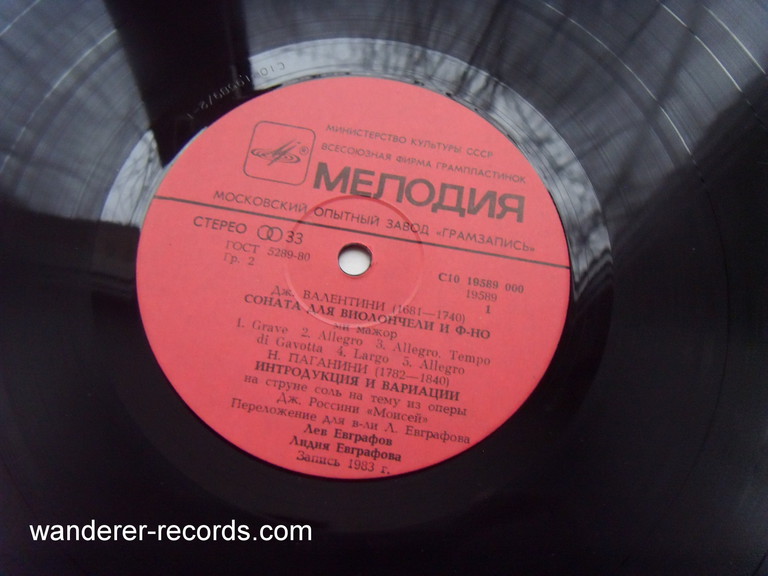 МИНИСТЕРСТВО КУЛЬТУРЫ СССР
ВСЕСОЮЗНАЯ ФИРМА ГРАМПЛАСТИНОК
® МЕЛОДИЯ
МОСКОВСКИЙ ОПЫТНЫЙ ЗАВОД «ГРАМЗАПИСЬ»
СТЕРЕО 33
ГОСТ 5289-80
Гр. 2
С10 19589 000
19589
1
Дж. ВАЛЕНТИНИ (1681—1740)
СОНАТА ДЛЯ ВИОЛОНЧЕЛИ И Ф-НО
ми мажор
1. Grave 2. Allegro 3. Allegro. Tempo
di Gavotta 4. Largo 5. Allegro
Н. ПАГАНИНИ (1782—1840)
ИНТРОДУКЦИЯ И ВАРИАЦИИ
на струне соль на тему из оперы
Дж. Россини «Моисей»
Переложение для в-ли Л. Евграфова
Лев Евграфов
Лидия Евграфова
Запись 1983 г.
wanderer-records.com